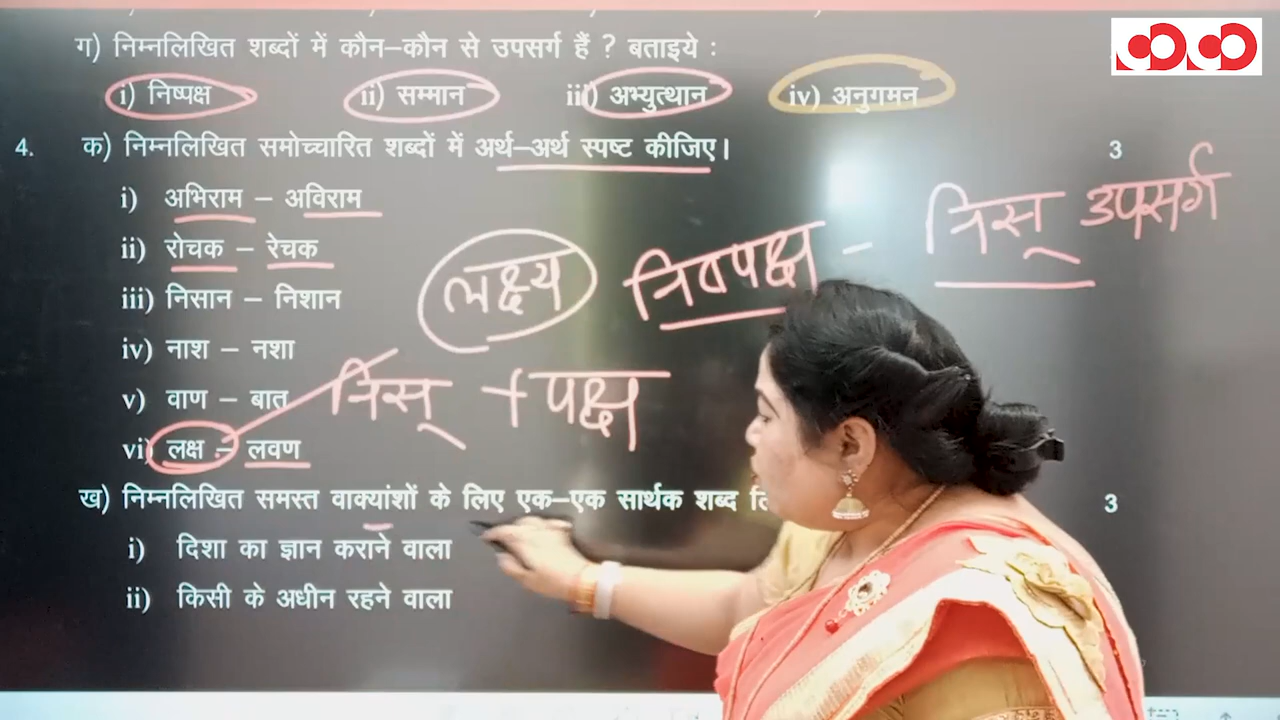 ग) निम्नलिखित शब्दों में कौन–कौन से उपसर्ग हैं ? बताइये :
i) निष्पक्ष ii) सम्मान iii) अभ्युत्थान iv) अनुगमन
4. क) निम्नलिखित समोच्चारित शब्दों में अर्थ–अर्थ स्पष्ट कीजिए। 3
i) अभिराम – अविराम
निस् उपसर्ग
ii) रोचक – रेचक
लक्ष्य –
iii) निसान – निशान
iv) नाश – नशा
निस् + पक्ष
v) वाण – बात
vi) लक्ष – लवण
ख) निम्नलिखित समस्त वाक्यांशों के लिए एक–एक सार्थक शब्द 3
i) दिशा का ज्ञान कराने वाला
ii) किसी के अधीन रहने वाला